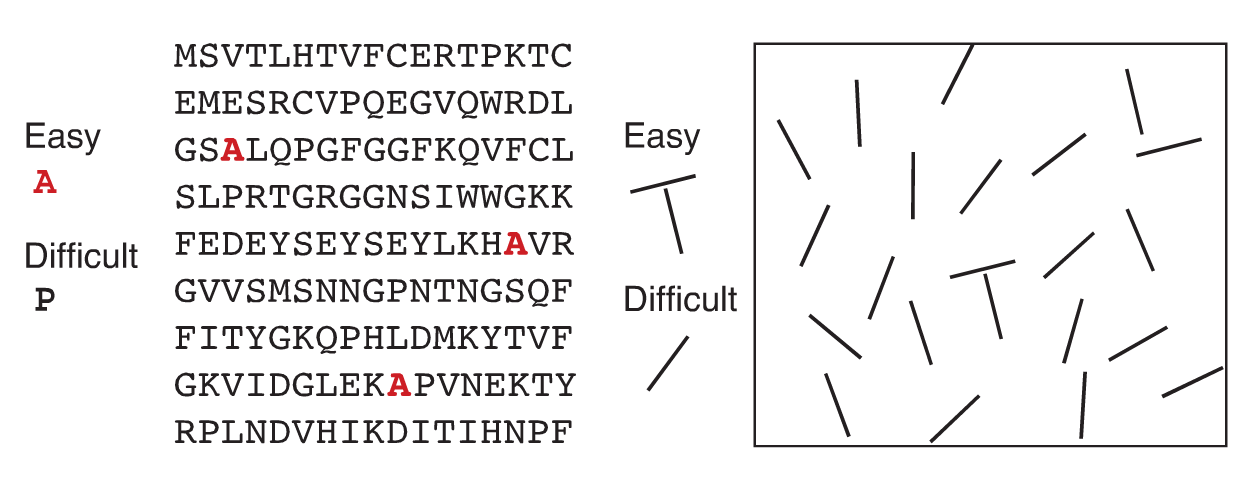 Easy
A
Difficult
P
MSVTLHTVFCERTPKTC
EMESRCVPQEGVQWRDL
GSALQPGFGGFKQVFCL
SLPRTGRGGNSIWWGKK
FEDEYSEYSEYLKHAVR
GVVSMSNNGPNTNGSQF
FITYGKQPHLDMKYTVF
GKVIDGLEKAPVNEKTY
RPLNDVHIKDITIHNPF
Easy
Difficult